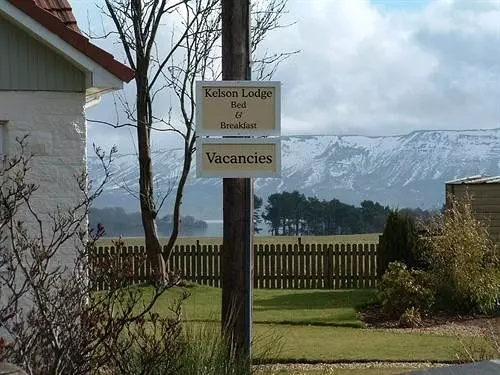 Kelson Lodge
Bed
&
Breakfast
Vacancies